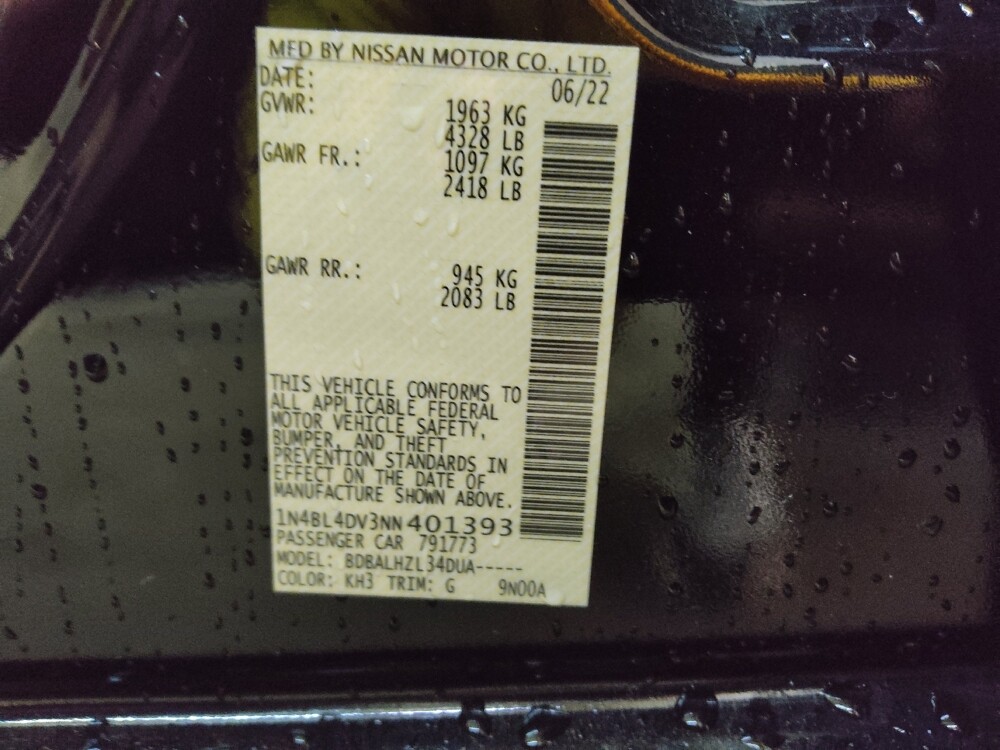 MFD BY NISSAN MOTOR CO., LTD.
DATE: 06/22
GVWR: 1963 KG
4328 LB
GAWR FR.: 1097 KG
2418 LB
GAWR RR.: 945 KG
2083 LB
THIS VEHICLE CONFORMS TO
ALL APPLICABLE FEDERAL
MOTOR VEHICLE SAFETY,
BUMPER, AND THEFT
PREVENTION STANDARDS IN
EFFECT ON THE DATE OF
MANUFACTURE SHOWN ABOVE.
1N4BL4DV3NN401393
PASSENGER CAR 791773
MODEL: BDBALHZL34DUA-----
COLOR: KH3 TRIM: G 9N00A